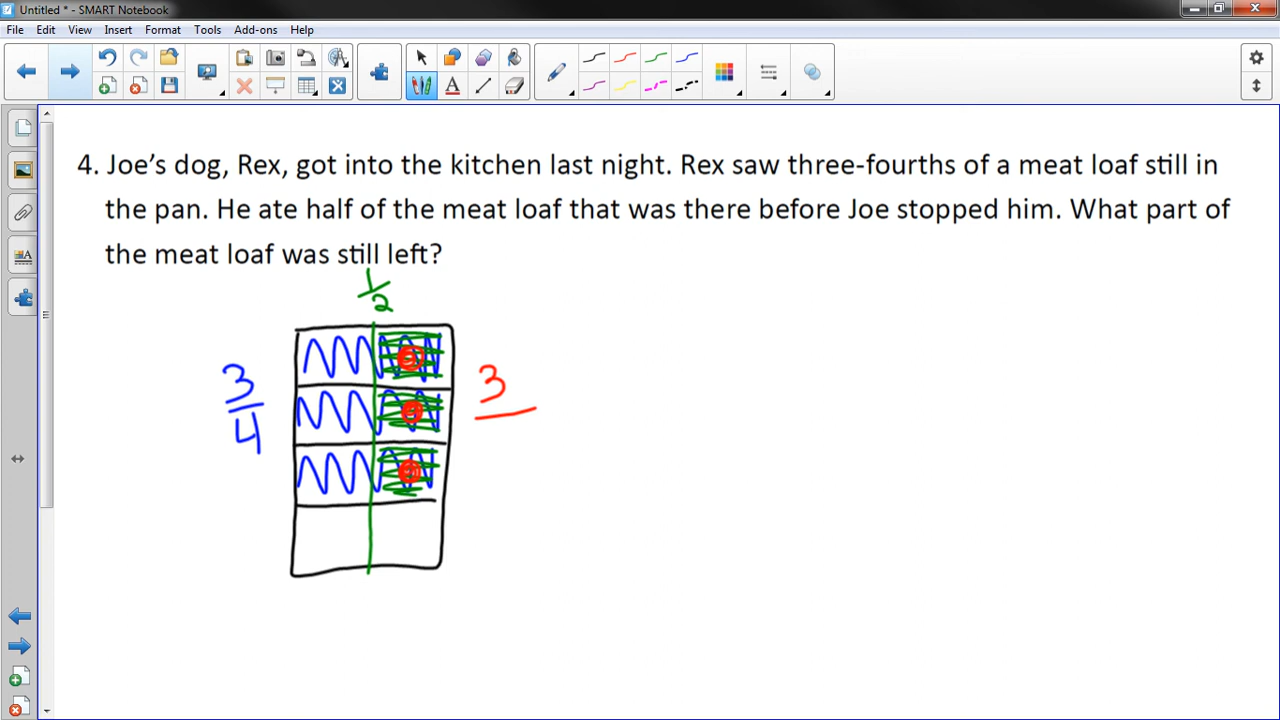 Untitled * - SMART Notebook
File Edit View Insert Format Tools Add-ons Help
4. Joe’s dog, Rex, got into the kitchen last night. Rex saw three-fourths of a meat loaf still in
the pan. He ate half of the meat loaf that was there before Joe stopped him. What part of
the meat loaf was still left?
1
2
3
4
3